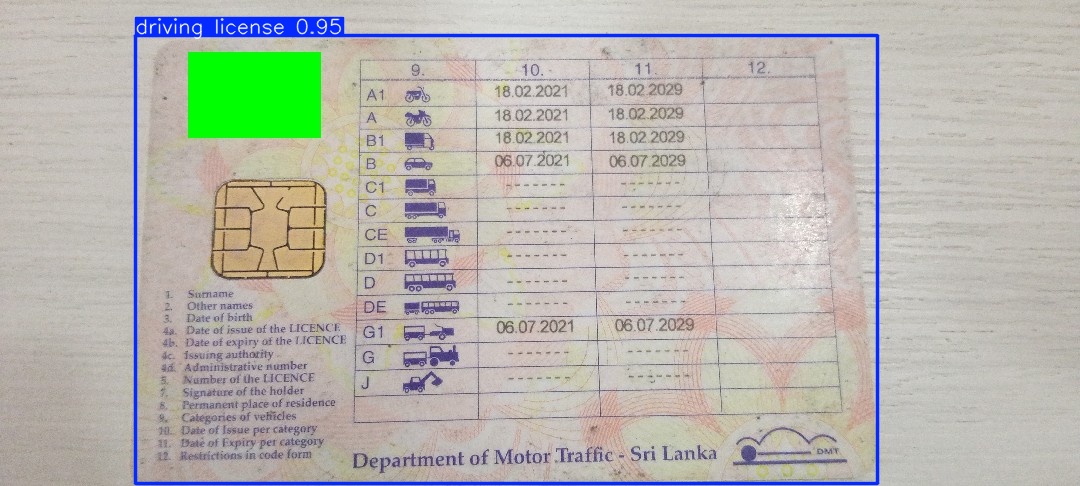 driving license 0.95
9. 10. 11. 12.
A1 18.02.2021 18.02.2029
A 18.02.2021 18.02.2029
B1 18.02.2021 18.02.2029
B 06.07.2021 06.07.2029
C1 ------ ------
C ------ ------
CE ------ ------
D1 ------ ------
D ------ ------
DE ------ ------
G1 06.07.2021 06.07.2029
G ------ ------
J ------ ------
1. Surname
2. Other names
3. Date of birth
4a. Date of issue of the LICENCE
4b. Date of expiry of the LICENCE
4c. Issuing authority
4d. Administrative number
5. Number of the LICENCE
7. Signature of the holder
8. Permanent place of residence
9. Categories of vehicles
10. Date of Issue per category
11. Date of Expiry per category
12. Restrictions in code form
Department of Motor Traffic - Sri Lanka
DMT